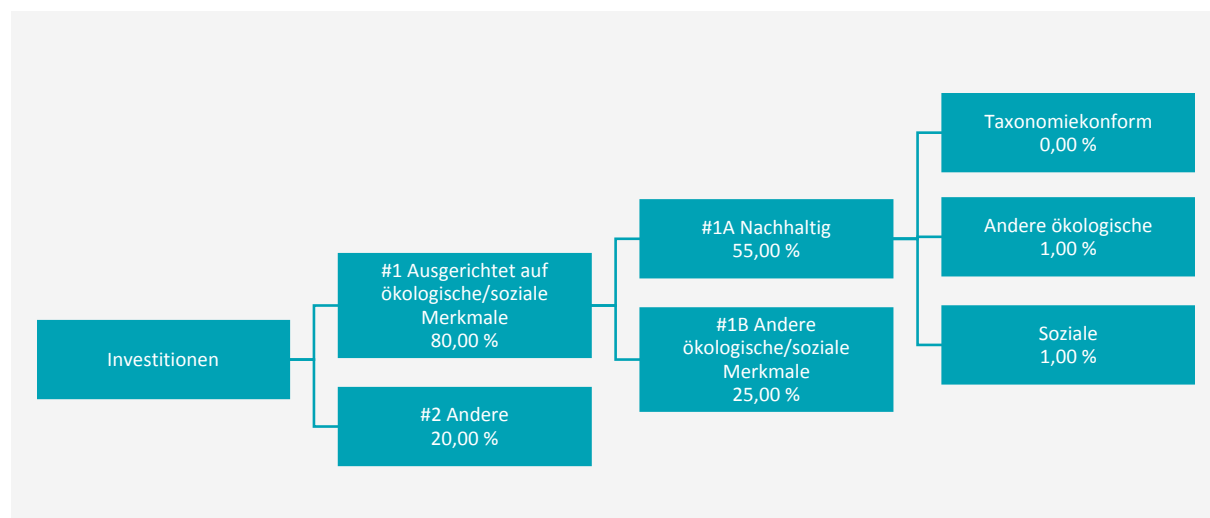 Investitionen
#1 Ausgerichtet auf
ökologische/soziale
Merkmale
80,00 %
#2 Andere
20,00 %
#1A Nachhaltig
55,00 %
#1B Andere
ökologische/soziale
Merkmale
25,00 %
Taxonomiekonform
0,00 %
Andere ökologische
1,00 %
Soziale
1,00 %